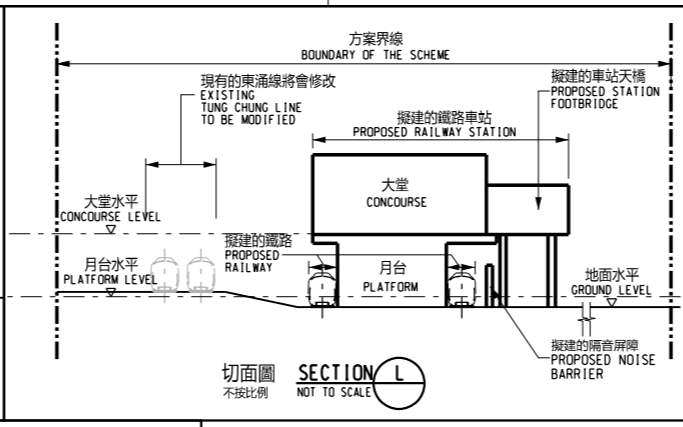 方案界線
BOUNDARY OF THE SCHEME
現有的東涌線將會修改
EXISTING
TUNG CHUNG LINE
TO BE MODIFIED
擬建的車站天橋
PROPOSED STATION
FOOTBRIDGE
擬建的鐵路車站
PROPOSED RAILWAY STATION
大堂
CONCOURSE
大堂水平
CONCOURSE LEVEL
擬建的鐵路
PROPOSED
RAILWAY
月台水平
PLATFORM LEVEL
月台
PLATFORM
地面水平
GROUND LEVEL
擬建的隔音屏障
PROPOSED NOISE
BARRIER
切面圖 SECTION L
不按比例 NOT TO SCALE